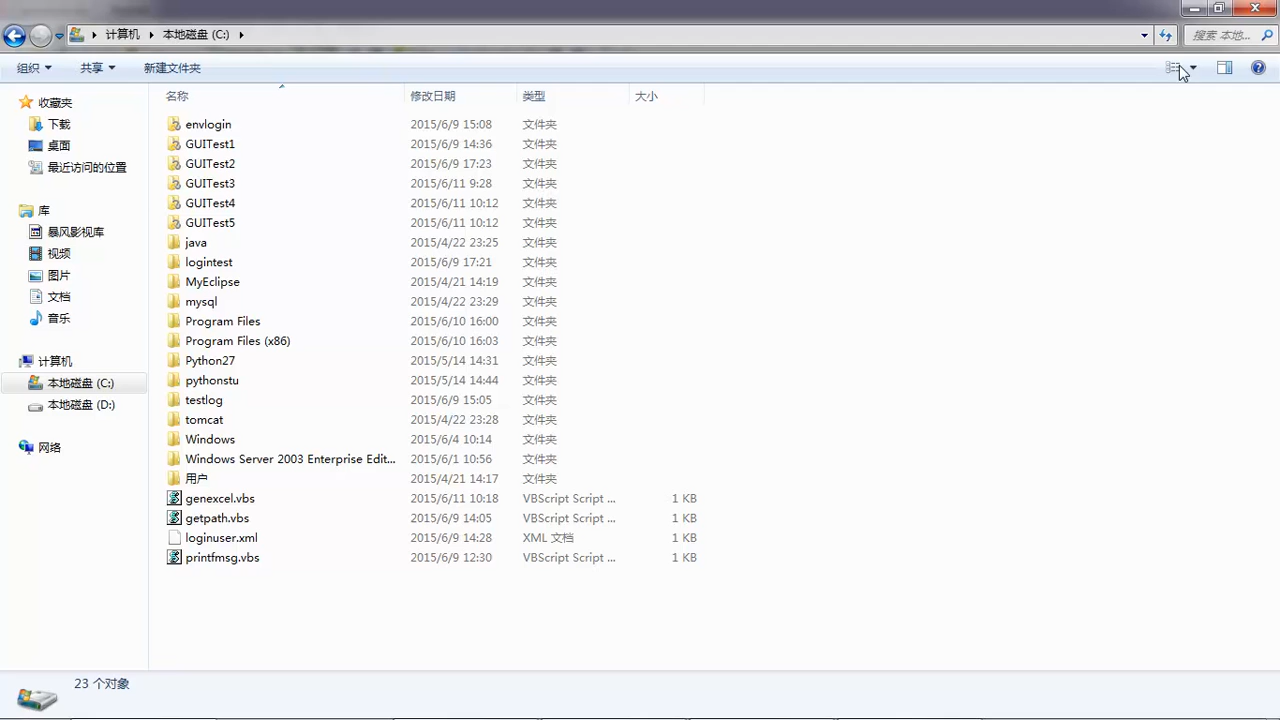 计算机 本地磁盘 (C:) 搜索 本地...
组织 共享 新建文件夹
名称 修改日期 类型 大小
收藏夹
下载
桌面
最近访问的位置
库
暴风影视库
视频
图片
文档
音乐
计算机
本地磁盘 (C:)
本地磁盘 (D:)
网络
envlogin 2015/6/9 15:08 文件夹
GUITest1 2015/6/9 14:36 文件夹
GUITest2 2015/6/9 17:23 文件夹
GUITest3 2015/6/11 9:28 文件夹
GUITest4 2015/6/11 10:12 文件夹
GUITest5 2015/6/11 10:12 文件夹
java 2015/4/22 23:25 文件夹
logintest 2015/6/9 17:21 文件夹
MyEclipse 2015/4/21 14:19 文件夹
mysql 2015/4/22 23:29 文件夹
Program Files 2015/6/10 16:00 文件夹
Program Files (x86) 2015/6/10 16:03 文件夹
Python27 2015/5/14 14:31 文件夹
pythonstu 2015/5/14 14:44 文件夹
testlog 2015/6/9 15:05 文件夹
tomcat 2015/4/22 23:28 文件夹
Windows 2015/6/4 10:14 文件夹
Windows Server 2003 Enterprise Edit... 2015/6/1 10:56 文件夹
用户 2015/4/21 14:17 文件夹
genexcel.vbs 2015/6/11 10:18 VBScript Script ... 1 KB
getpath.vbs 2015/6/9 14:05 VBScript Script ... 1 KB
loginuser.xml 2015/6/9 14:28 XML 文档 1 KB
printfmsg.vbs 2015/6/9 12:30 VBScript Script ... 1 KB
23 个对象